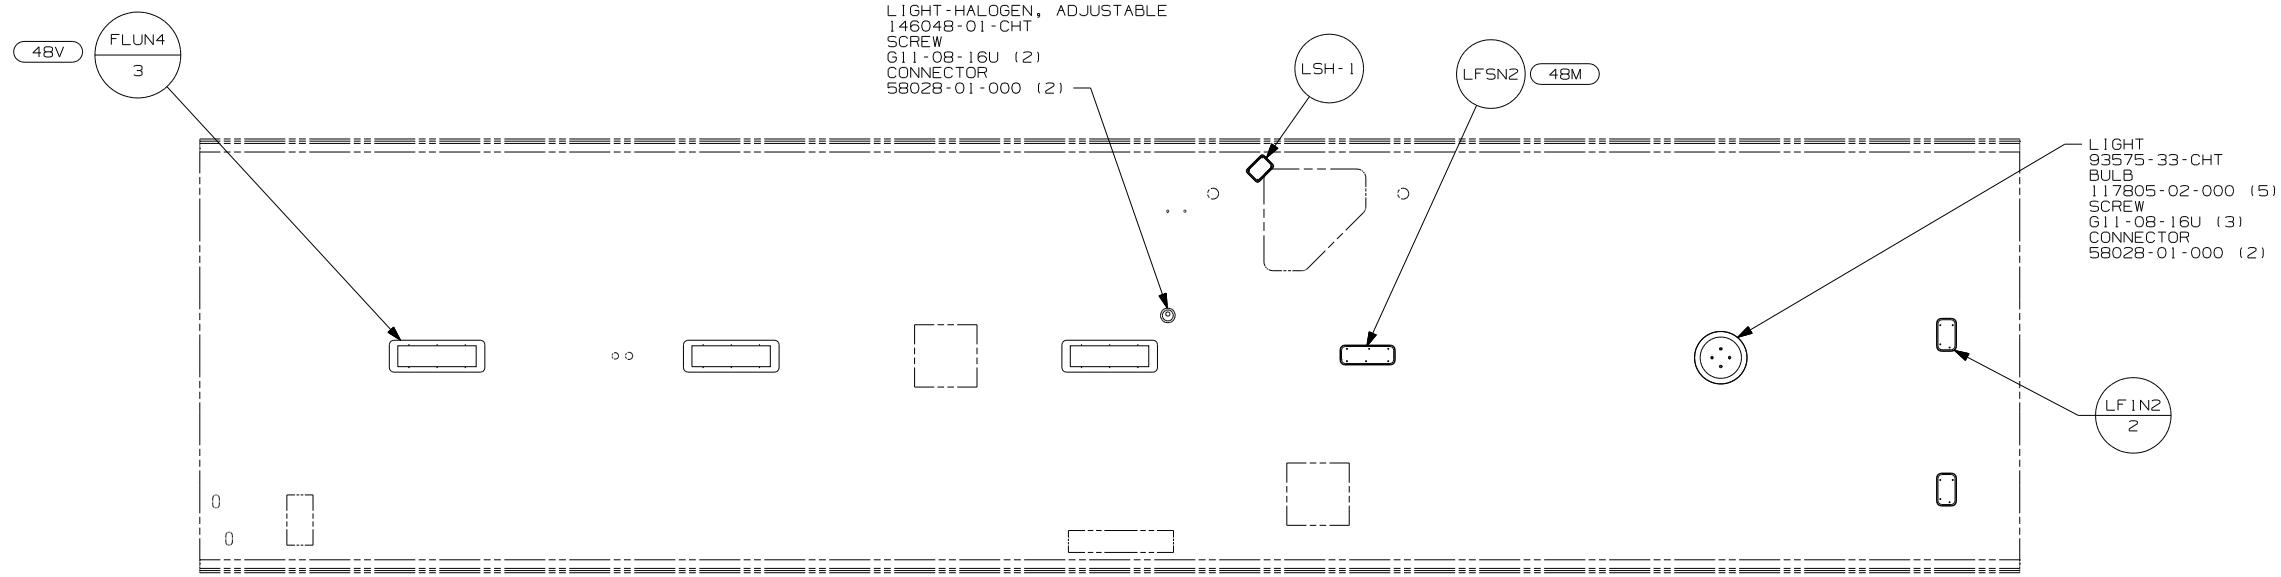 48V
FLUN4
3
LIGHT-HALOGEN, ADJUSTABLE
146048-01-CHT
SCREW
G11-08-16U (2)
CONNECTOR
58028-01-000 (2)
LSH-1
LFSN2
48M
LIGHT
93575-33-CHT
BULB
117805-02-000 (5)
SCREW
G11-08-16U (3)
CONNECTOR
58028-01-000 (2)
LF1N2
2